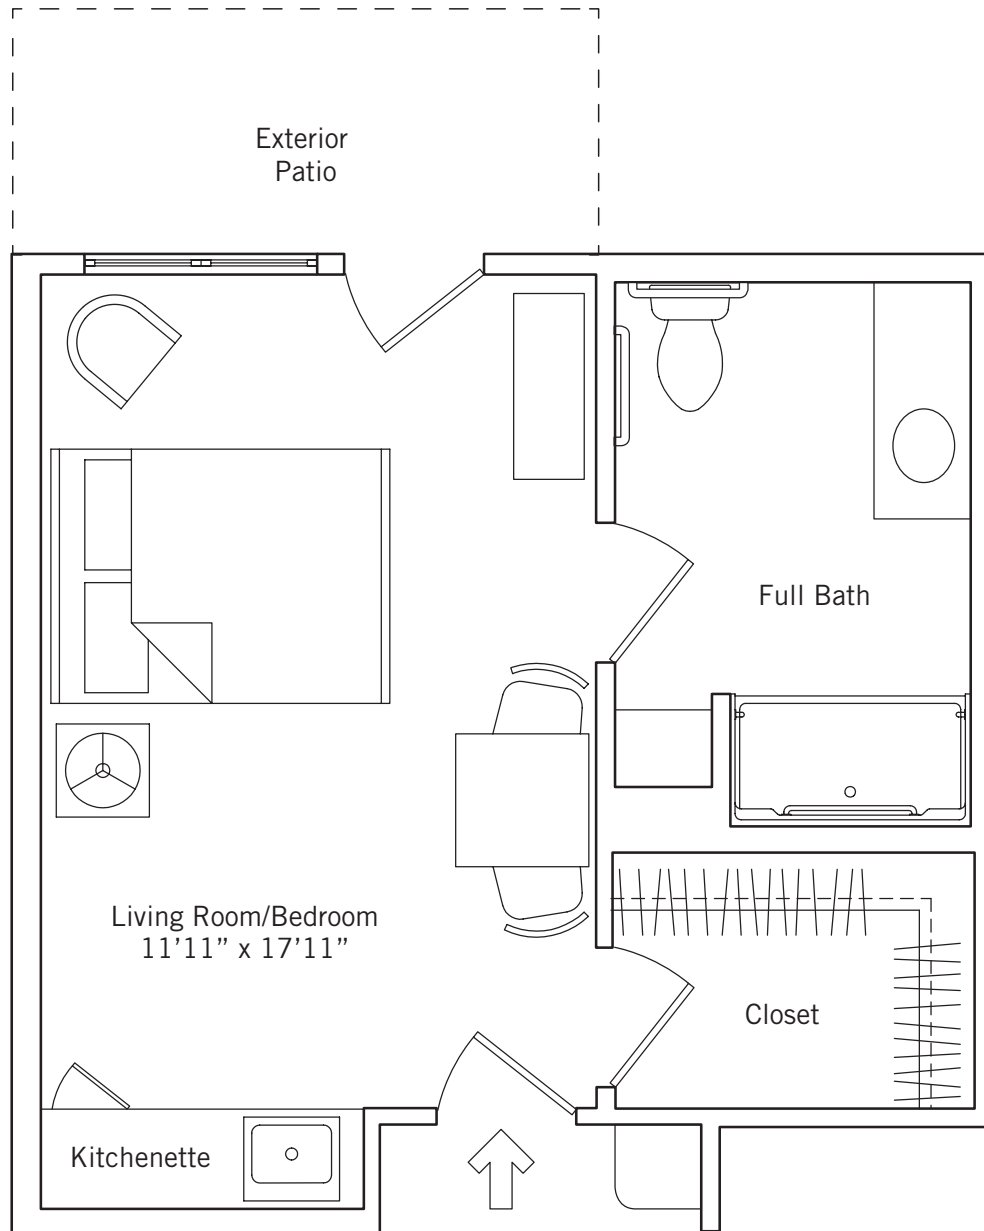 Exterior
Patio
Full Bath
Living Room/Bedroom
11’11” x 17’11”
Closet
Kitchenette